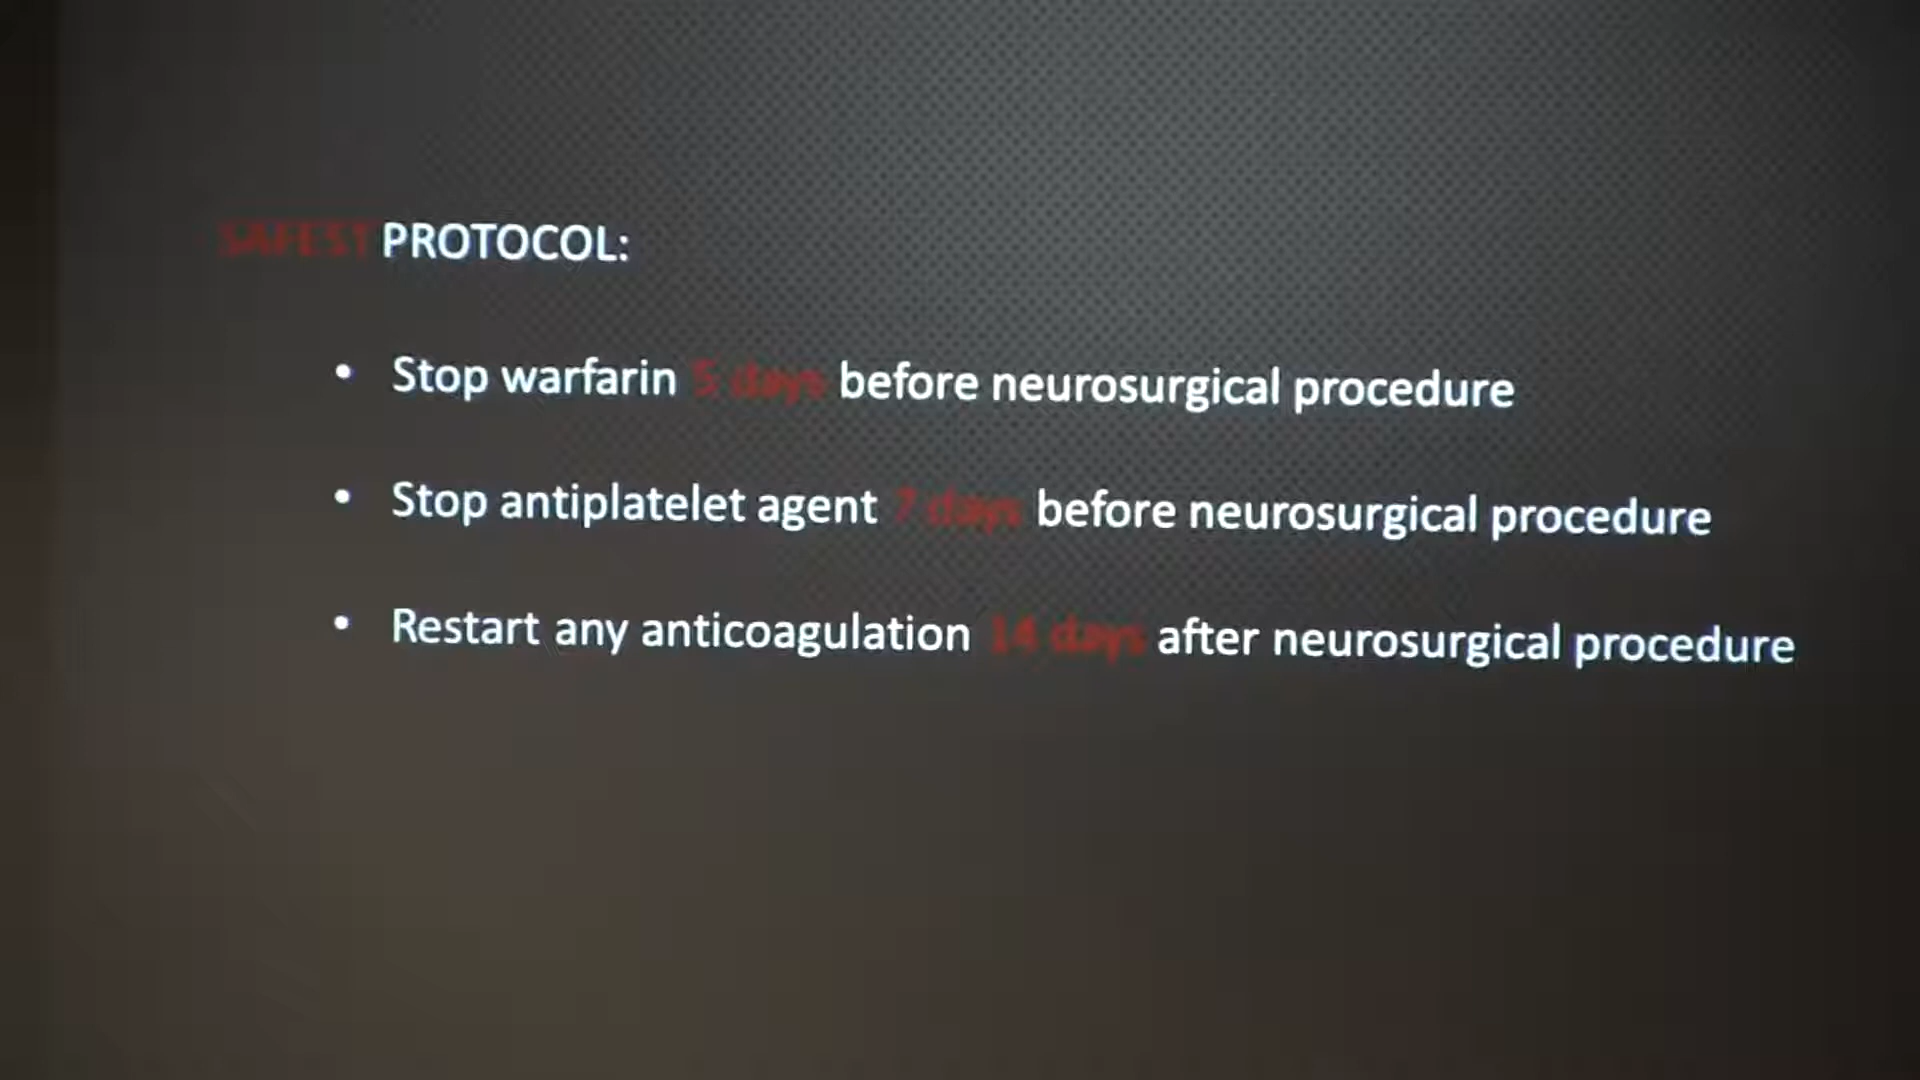 SAFEST PROTOCOL:
• Stop warfarin 5 days before neurosurgical procedure
• Stop antiplatelet agent 7 days before neurosurgical procedure
• Restart any anticoagulation 14 days after neurosurgical procedure